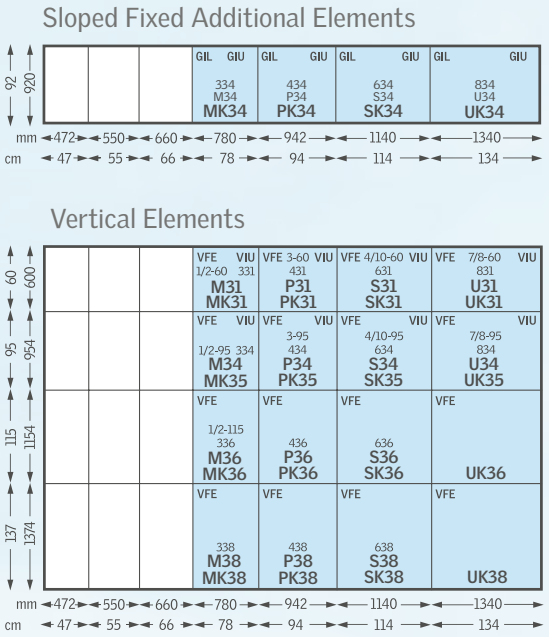 Sloped Fixed Additional Elements
92 920 GIL GIU GIL GIU GIL GIU GIL GIU
334 434 634 834
M34 P34 S34 U34
MK34 PK34 SK34 UK34
mm 472 550 660 780 942 1140 1340
cm 47 55 66 78 94 114 134
Vertical Elements
60 600 VFE VIU VFE 3-60 VIU VFE 4/10-60 VIU VFE 7/8-60 VIU
1/2-60 331 431 631 831
M31 P31 S31 U31
MK31 PK31 SK31 UK31
95 954 VFE VIU VFE VIU VFE VIU VFE VIU
3-95 4/10-95 7/8-95
1/2-95 334 434 634 834
M34 P34 S34 U34
MK35 PK35 SK35 UK35
115 1154 VFE VFE VFE VFE
1/2-115
336 436 636
M36 P36 S36
MK36 PK36 SK36 UK36
137 1374 VFE VFE VFE VFE
338 438 638
M38 P38 S38
MK38 PK38 SK38 UK38
mm 472 550 660 780 942 1140 1340
cm 47 55 66 78 94 114 134